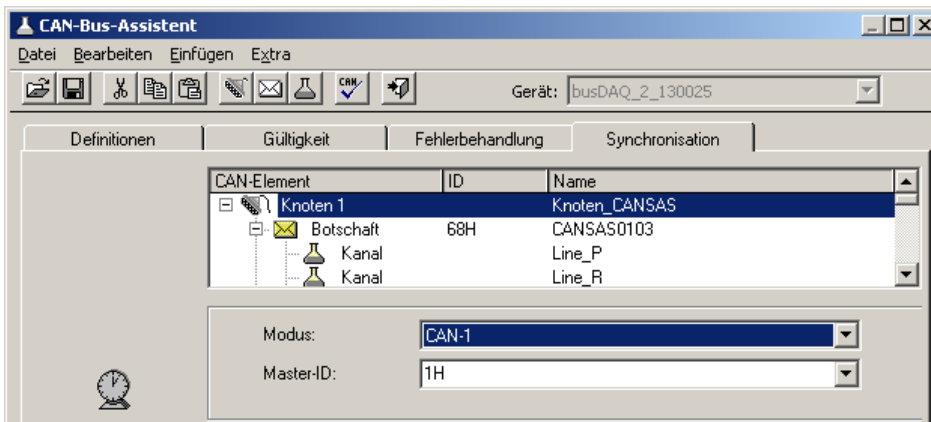 CAN-Bus-Assistent
Datei Bearbeiten Einfügen Extra
CAN Gerät: busDAQ_2_130025
Definitionen Gültigkeit Fehlerbehandlung Synchronisation
CAN-Element ID Name
Knoten 1 Knoten_CANSAS
Botschaft 68H CANSAS0103
Kanal Line_P
Kanal Line_R
Modus: CAN-1
Master-ID: 1H